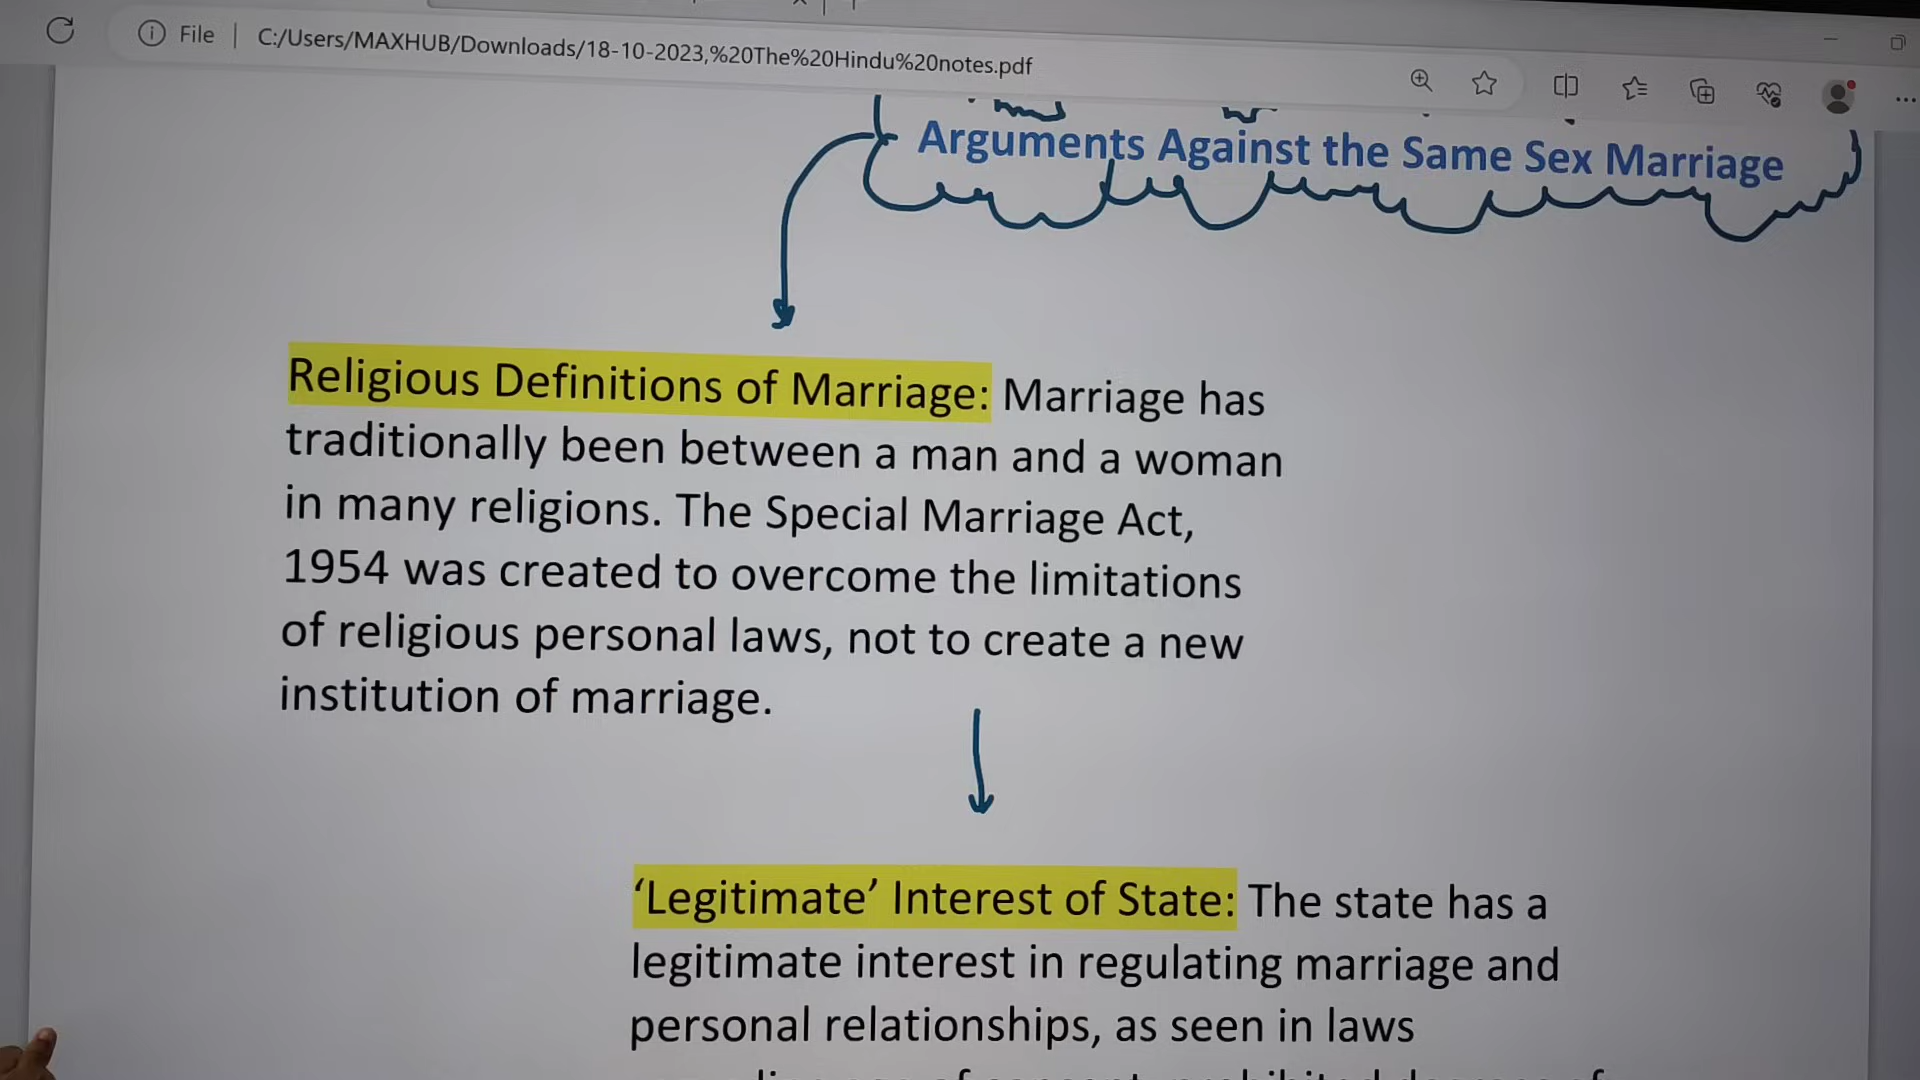 File
C:/Users/MAXHUB/Downloads/18-10-2023,%20The%20Hindu%20notes.pdf
Arguments Against the Same Sex Marriage
Religious Definitions of Marriage: Marriage has
traditionally been between a man and a woman
in many religions. The Special Marriage Act,
1954 was created to overcome the limitations
of religious personal laws, not to create a new
institution of marriage.
‘Legitimate’ Interest of State: The state has a
legitimate interest in regulating marriage and
personal relationships, as seen in laws